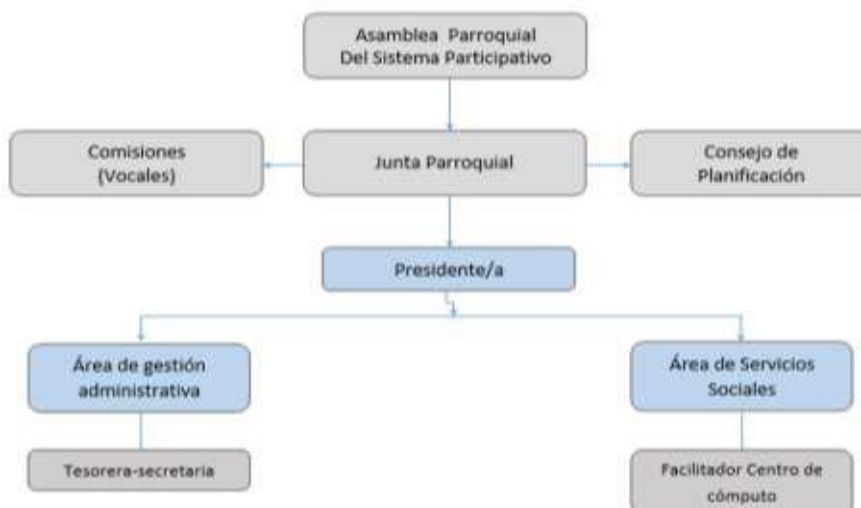 Asamblea Parroquial
Del Sistema Participativo
Comisiones
(Vocales)
Junta Parroquial
Consejo de
Planificación
Presidente/a
Área de gestión
administrativa
Área de Servicios
Sociales
Tesorera-secretaria
Facilitador Centro de
cómputo